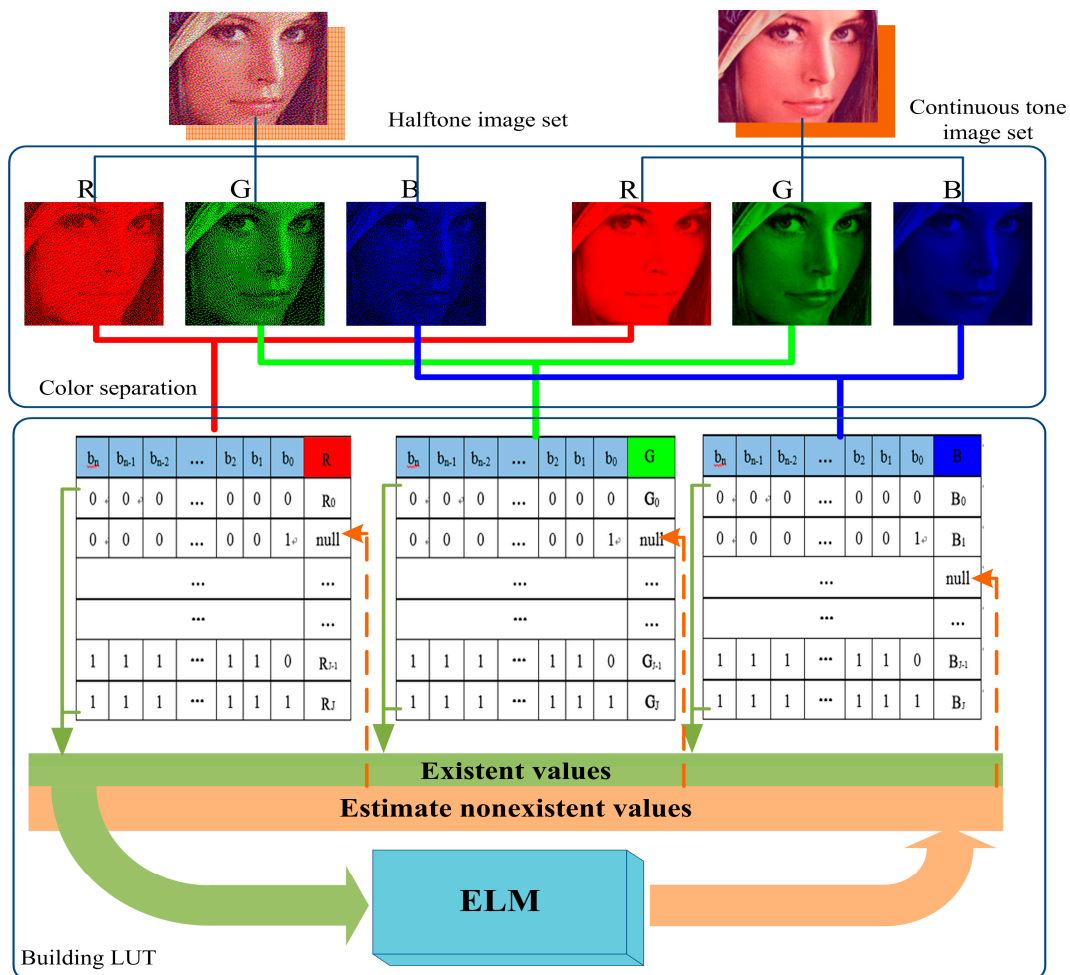 Halftone image set
Continuous tone
image set
R G B R G B
Color separation
bn bn-1 bn-2 ... b2 b1 b0 R
0 0 0 ... 0 0 0 R0
0 0 0 ... 0 0 1 null
... ...
... ...
1 1 1 ... 1 1 0 RJ-1
1 1 1 ... 1 1 1 RJ
bn bn-1 bn-2 ... b2 b1 b0 G
0 0 0 ... 0 0 0 G0
0 0 0 ... 0 0 1 null
... ...
... ...
1 1 1 ... 1 1 0 GJ-1
1 1 1 ... 1 1 1 GJ
bn bn-1 bn-2 ... b2 b1 b0 B
0 0 0 ... 0 0 0 B0
0 0 0 ... 0 0 1 B1
... null
... ...
1 1 1 ... 1 1 0 BJ-1
1 1 1 ... 1 1 1 BJ
Existent values
Estimate nonexistent values
ELM
Building LUT